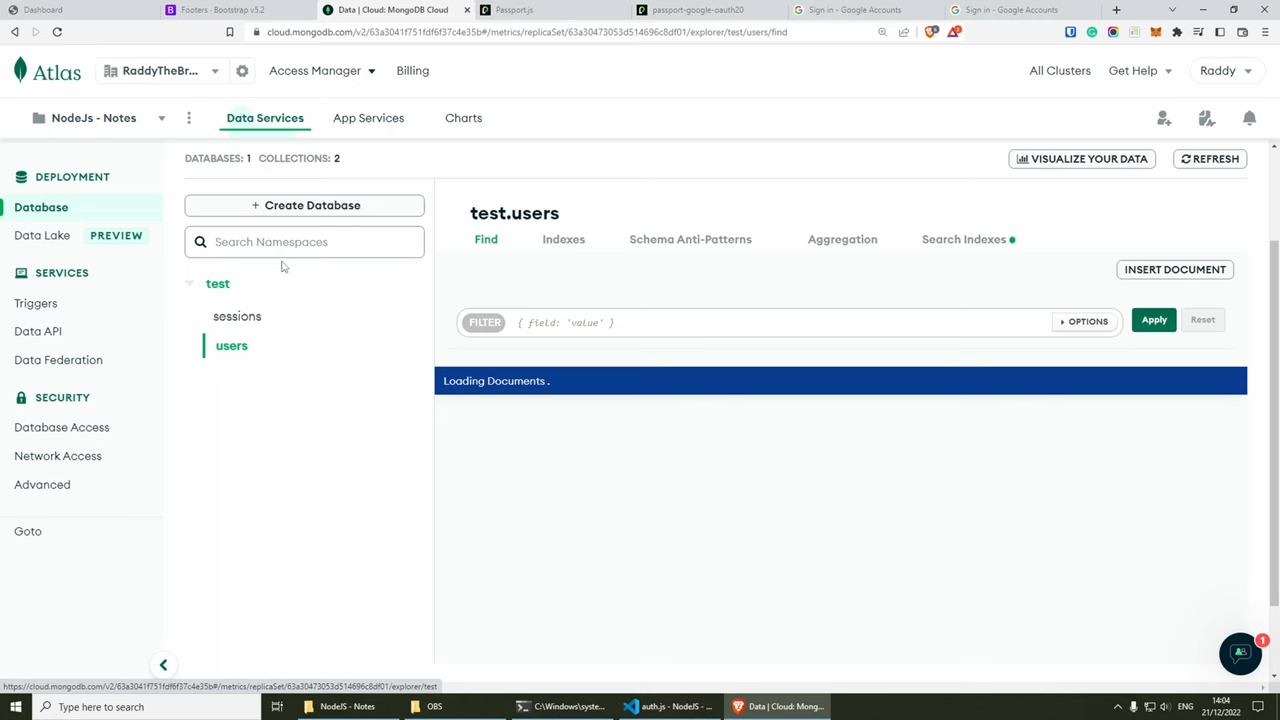 Dashboard
Footers · Bootstrap v5.2
Data | Cloud: MongoDB Cloud
Passport.js
passport-google-oauth20
Sign in - Google Accounts
Sign in - Google Accounts
cloud.mongodb.com/v2/63a3041f751fdf6f37c4e35b#/metrics/replicaSet/63a30473053d514696c8df01/explorer/test/users/find
Atlas
RaddyTheBr...
Access Manager
Billing
All Clusters
Get Help
Raddy
NodeJs - Notes
Data Services
App Services
Charts
DATABASES: 1 COLLECTIONS: 2
VISUALIZE YOUR DATA
REFRESH
DEPLOYMENT
Database
Data Lake PREVIEW
SERVICES
Triggers
Data API
Data Federation
SECURITY
Database Access
Network Access
Advanced
Goto
+ Create Database
Search Namespaces
test
sessions
users
test.users
Find
Indexes
Schema Anti-Patterns
Aggregation
Search Indexes
INSERT DOCUMENT
FILTER { field: 'value' }
OPTIONS
Apply
Reset
Loading Documents .
1
https://cloud.mongodb.com/v2/63a3041f751fdf6f37c4e35b#/metrics/replicaSet/63a30473053d514696c8df01/explorer/test
Type here to search
NodeJS - Notes
OBS
C:\Windows\syste...
auth.js - NodeJS - ...
Data | Cloud: Mong...
ENG
14:04
21/12/2022